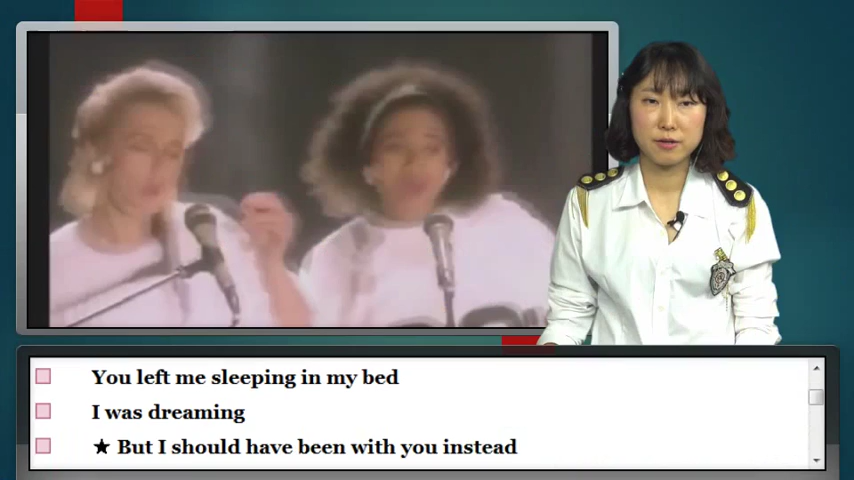 You left me sleeping in my bed
I was dreaming
★ But I should have been with you instead